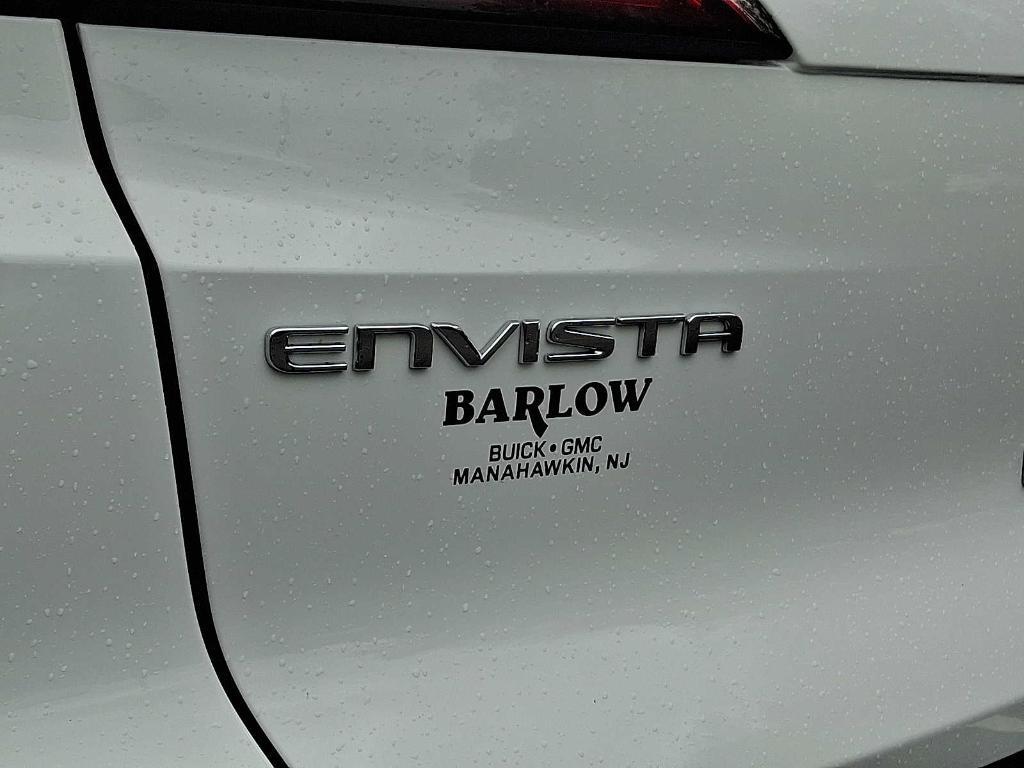 ENVISTA
BARLOW
BUICK • GMC
MANAHAWKIN, NJ